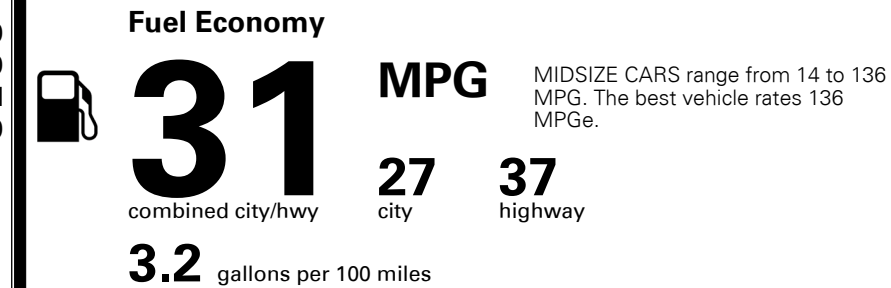 Fuel Economy
31 MPG
MIDSIZE CARS range from 14 to 136
MPG. The best vehicle rates 136
MPGe.
27 37
combined city/hwy city highway
3.2 gallons per 100 miles